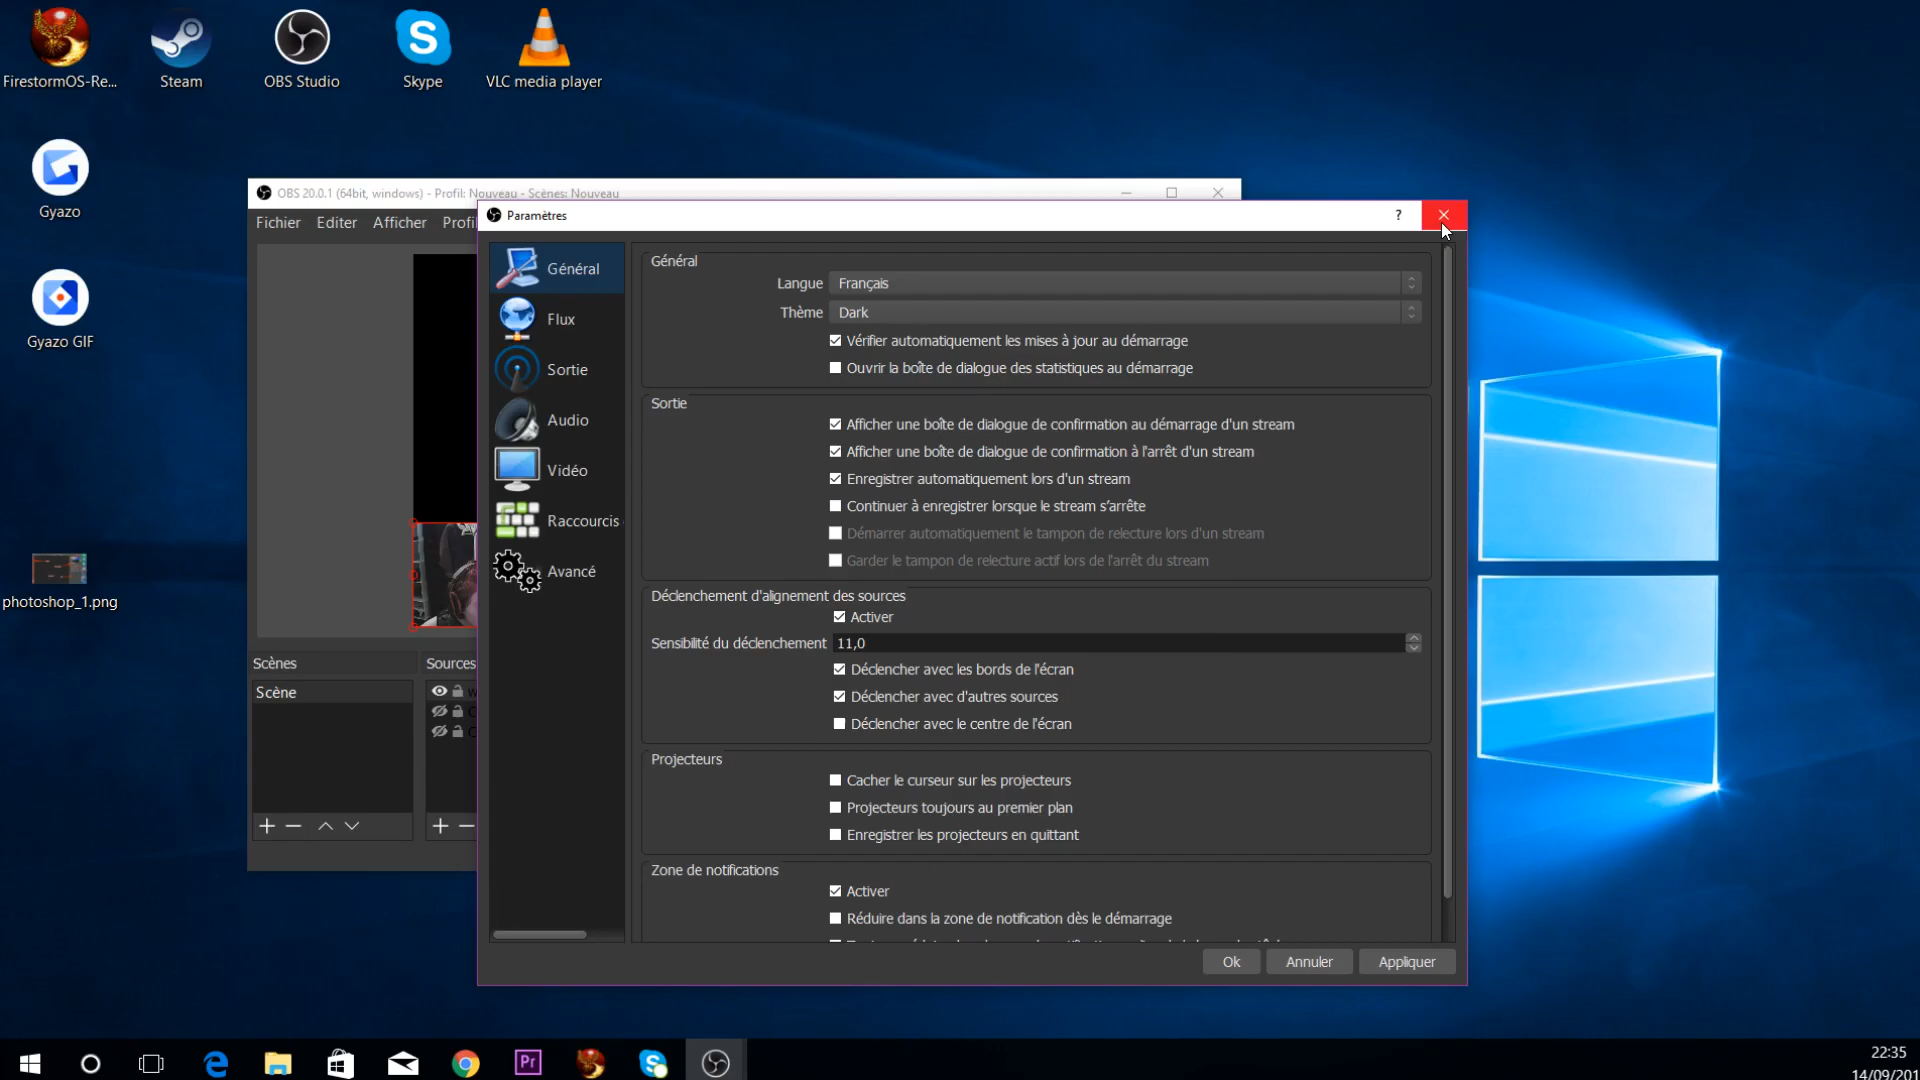 FirestormOS-Re...
Steam
OBS Studio
Skype
VLC media player
Gyazo
Gyazo GIF
photoshop_1.png
OBS 20.0.1 (64bit, windows) - Profil: Nouveau - Scènes: Nouveau
Fichier
Editer
Afficher
Profil
Scènes
Scène
Sources
Paramètres
?
Général
Flux
Sortie
Audio
Vidéo
Raccourcis
Avancé
Général
Langue
Français
Thème
Dark
Vérifier automatiquement les mises à jour au démarrage
Ouvrir la boîte de dialogue des statistiques au démarrage
Sortie
Afficher une boîte de dialogue de confirmation au démarrage d'un stream
Afficher une boîte de dialogue de confirmation à l'arrêt d'un stream
Enregistrer automatiquement lors d'un stream
Continuer à enregistrer lorsque le stream s’arrête
Démarrer automatiquement le tampon de relecture lors d'un stream
Garder le tampon de relecture actif lors de l'arrêt du stream
Déclenchement d'alignement des sources
Activer
Sensibilité du déclenchement
11,0
Déclencher avec les bords de l'écran
Déclencher avec d'autres sources
Déclencher avec le centre de l'écran
Projecteurs
Cacher le curseur sur les projecteurs
Projecteurs toujours au premier plan
Enregistrer les projecteurs en quittant
Zone de notifications
Activer
Réduire dans la zone de notification dès le démarrage
Ok
Annuler
Appliquer
Pr
22:35
14/09/201